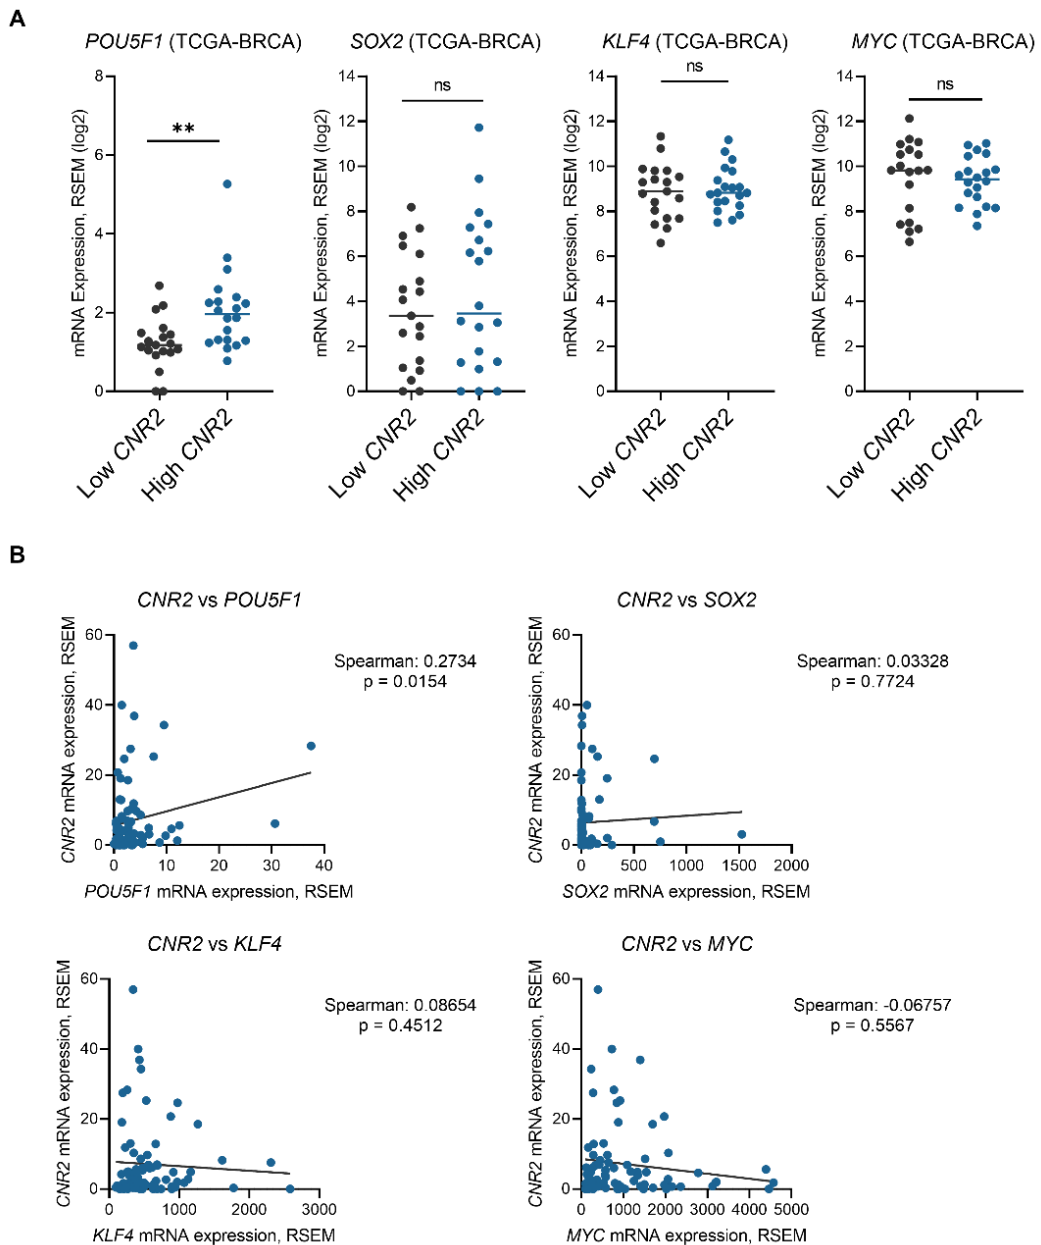 A
POU5F1 (TCGA-BRCA)
mRNA Expression, RSEM (log2)
8
6
4
2
0
**
Low CNR2
High CNR2
SOX2 (TCGA-BRCA)
mRNA Expression, RSEM (log2)
14
12
10
8
6
4
2
0
ns
Low CNR2
High CNR2
KLF4 (TCGA-BRCA)
mRNA Expression, RSEM (log2)
14
12
10
8
6
4
2
0
ns
Low CNR2
High CNR2
MYC (TCGA-BRCA)
mRNA Expression, RSEM (log2)
14
12
10
8
6
4
2
0
ns
Low CNR2
High CNR2
B
CNR2 vs POU5F1
CNR2 mRNA expression, RSEM
60
40
20
0
Spearman: 0.2734
p = 0.0154
0 10 20 30 40
POU5F1 mRNA expression, RSEM
CNR2 vs SOX2
CNR2 mRNA expression, RSEM
60
40
20
0
Spearman: 0.03328
p = 0.7724
0 500 1000 1500 2000
SOX2 mRNA expression, RSEM
CNR2 vs KLF4
CNR2 mRNA expression, RSEM
60
40
20
0
Spearman: 0.08654
p = 0.4512
0 1000 2000 3000
KLF4 mRNA expression, RSEM
CNR2 vs MYC
CNR2 mRNA expression, RSEM
60
40
20
0
Spearman: -0.06757
p = 0.5567
0 1000 2000 3000 4000 5000
MYC mRNA expression, RSEM